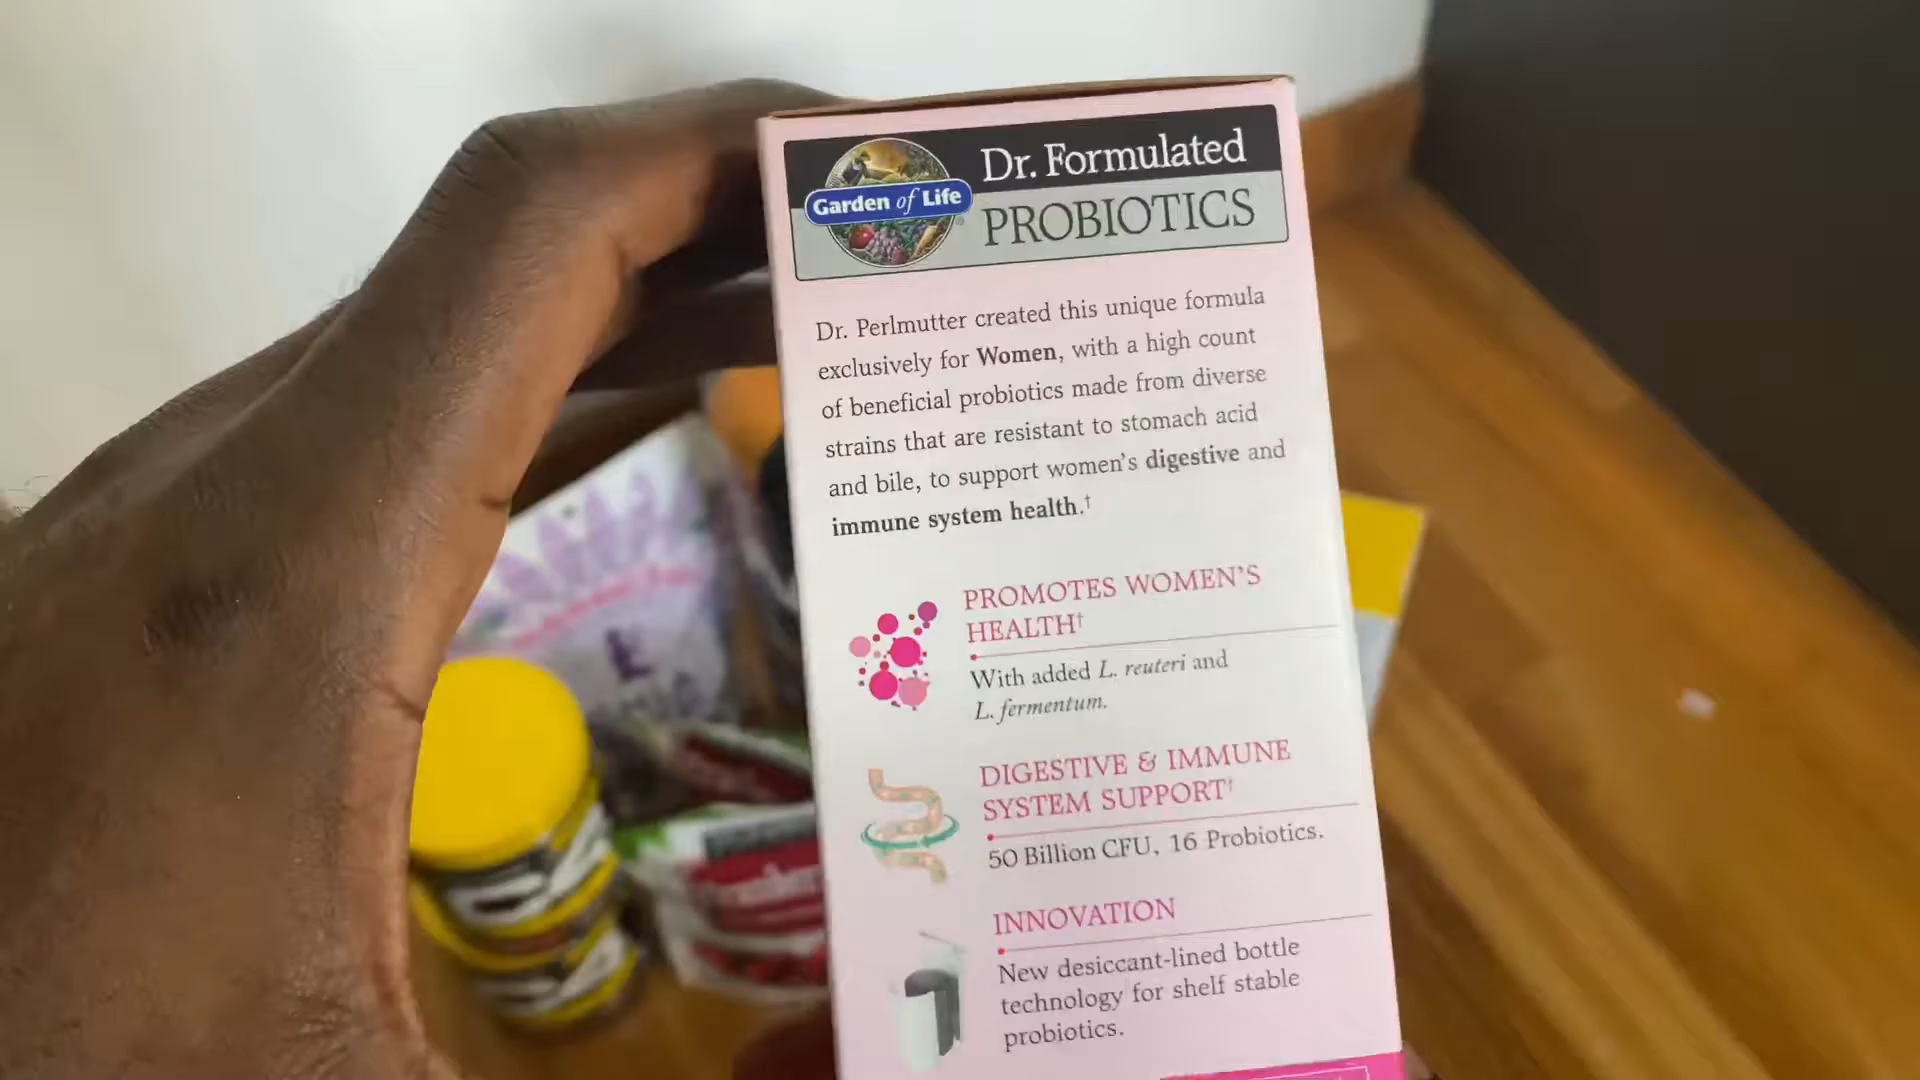 Garden of Life
Dr. Formulated
PROBIOTICS
Dr. Perlmutter created this unique formula
exclusively for Women, with a high count
of beneficial probiotics made from diverse
strains that are resistant to stomach acid
and bile, to support women's digestive and
immune system health.†
PROMOTES WOMEN'S
HEALTH†
With added L. reuteri and
L. fermentum.
DIGESTIVE & IMMUNE
SYSTEM SUPPORT†
50 Billion CFU, 16 Probiotics.
INNOVATION
New desiccant-lined bottle
technology for shelf stable
probiotics.